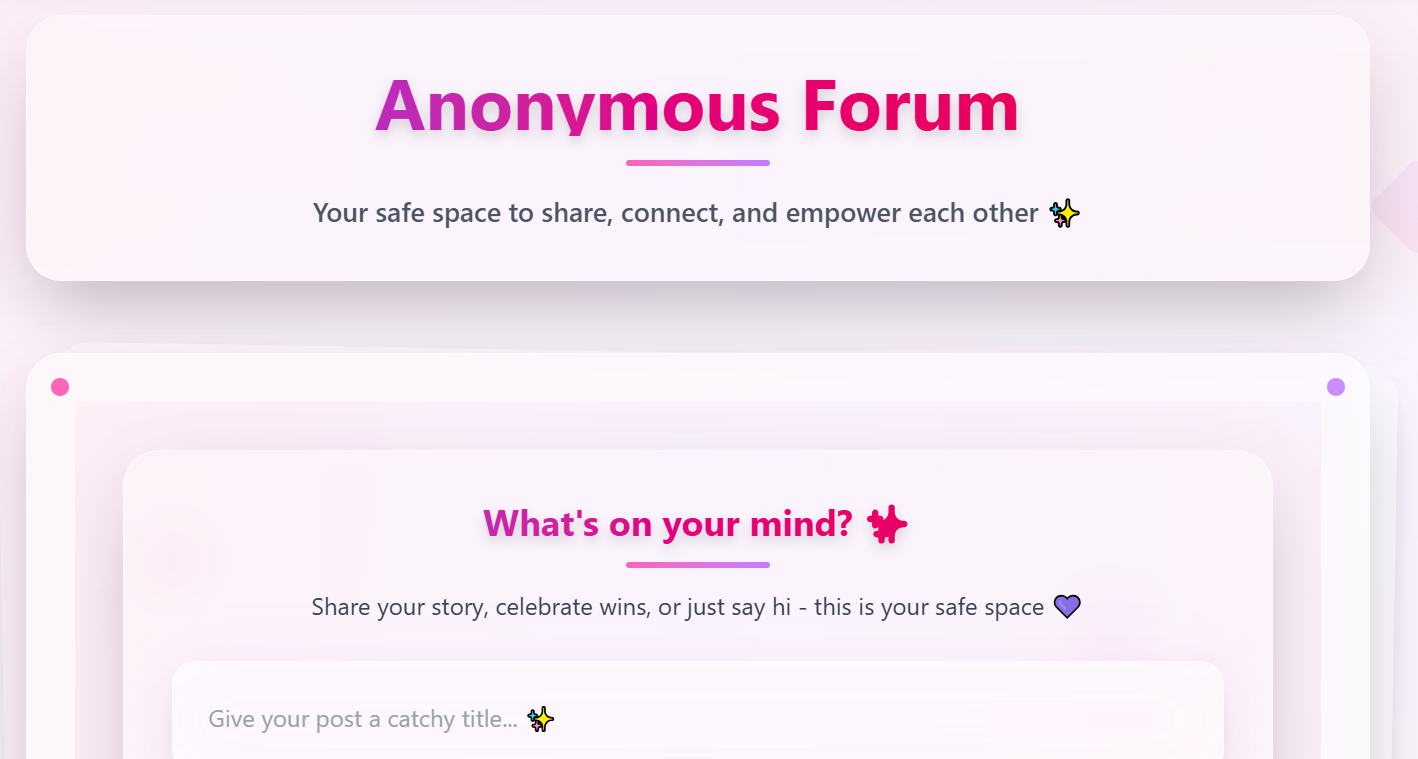 Anonymous Forum
Your safe space to share, connect, and empower each other ✨
What's on your mind? ✨
Share your story, celebrate wins, or just say hi - this is your safe space 💜
Give your post a catchy title... ✨